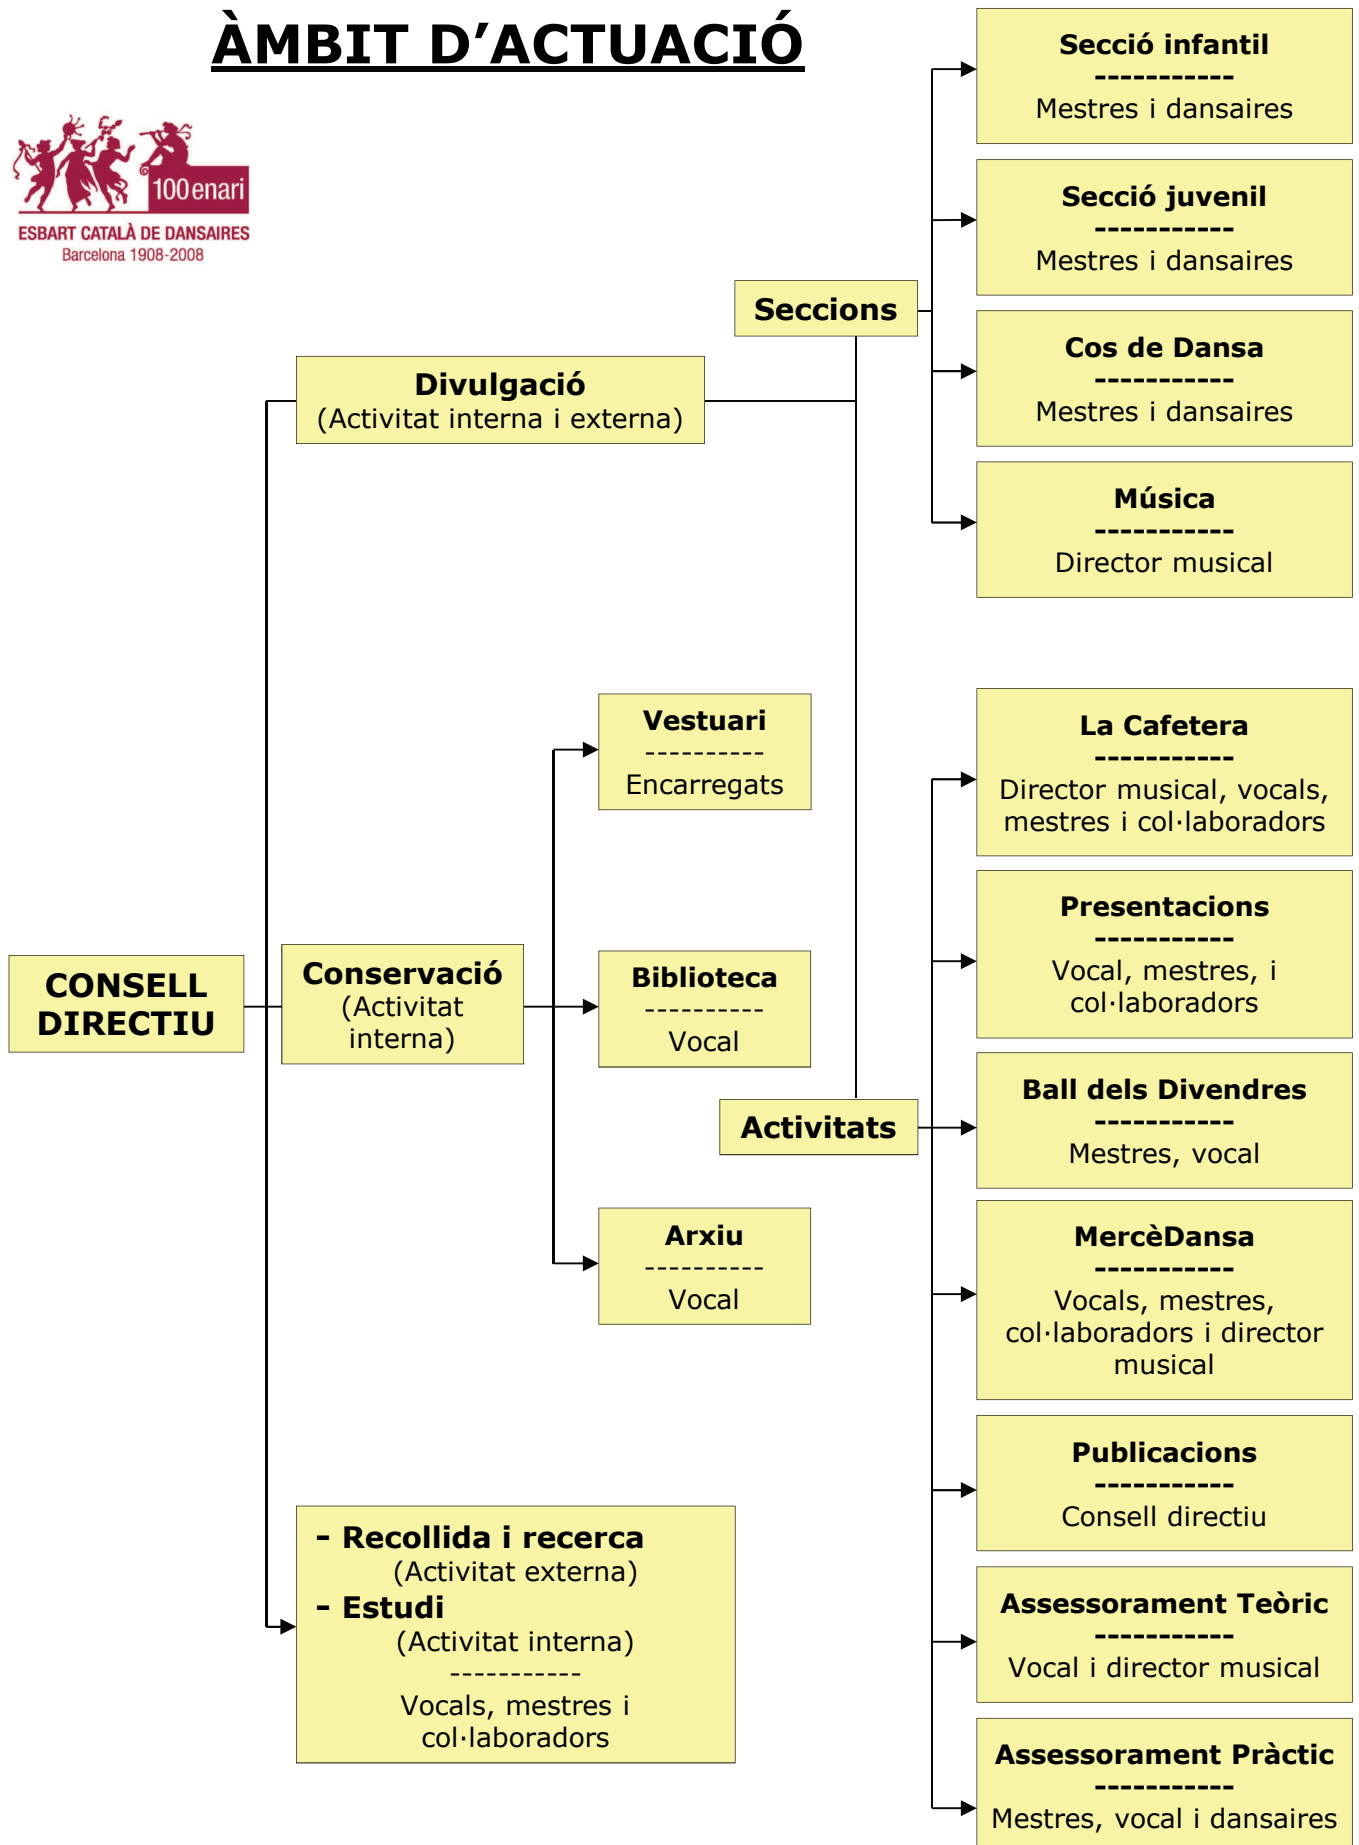 ÀMBIT D’ACTUACIÓ
100enari
ESBART CATALÀ DE DANSAIRES
Barcelona 1908-2008
CONSELL
DIRECTIU
Divulgació
(Activitat interna i externa)
Seccions
Secció infantil
-----------
Mestres i dansaires
Secció juvenil
-----------
Mestres i dansaires
Cos de Dansa
-----------
Mestres i dansaires
Música
-----------
Director musical
Conservació
(Activitat
interna)
Vestuari
----------
Encarregats
Biblioteca
----------
Vocal
Arxiu
----------
Vocal
Activitats
La Cafetera
-----------
Director musical, vocals,
mestres i col·laboradors
Presentacions
-----------
Vocal, mestres, i
col·laboradors
Ball dels Divendres
-----------
Mestres, vocal
MercèDansa
-----------
Vocals, mestres,
col·laboradors i director
musical
Publicacions
-----------
Consell directiu
Assessorament Teòric
-----------
Vocal i director musical
Assessorament Pràctic
-----------
Mestres, vocal i dansaires
- Recollida i recerca
(Activitat externa)
- Estudi
(Activitat interna)
-----------
Vocals, mestres i
col·laboradors